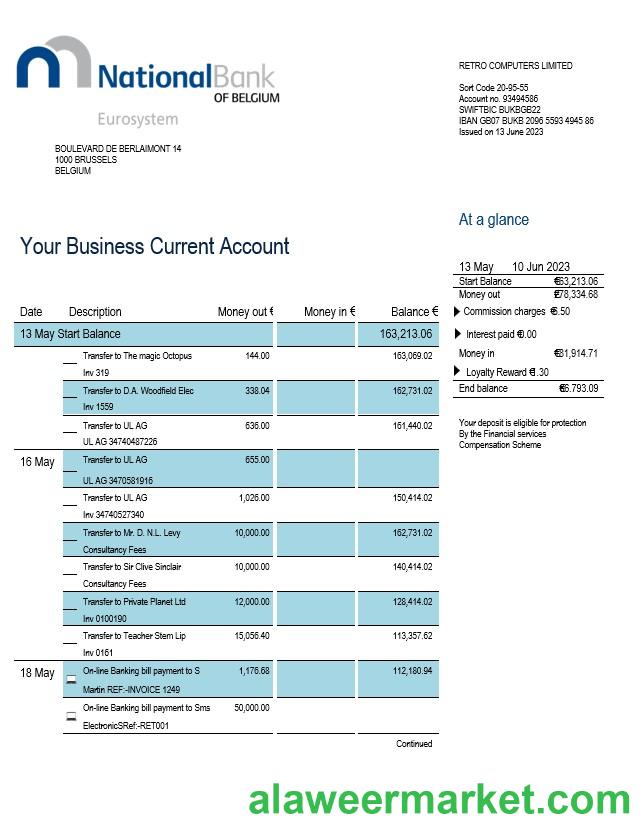 NationalBank
OF BELGIUM
Eurosystem
BOULEVARD DE BERLAIMONT 14
1000 BRUSSELS
BELGIUM
RETRO COMPUTERS LIMITED
Sort Code 20-95-55
Account no. 93494586
SWIFTBIC BUKBGB22
IBAN GB07 BUKB 2096 5593 4945 86
Issued on 13 June 2023
At a glance
13 May 10 Jun 2023
Start Balance €63,213.06
Money out £78,334.68
Commission charges €6.50
Interest paid €0.00
Money in €31,914.71
Loyalty Reward €1.30
End balance €6.793.09
Your deposit is eligible for protection
By the Financial services
Compensation Scheme
Your Business Current Account
Date Description Money out € Money in € Balance €
13 May Start Balance 163,213.06
Transfer to The magic Octopus 144.00 163,069.02
Inv 319
Transfer to D.A. Woodfield Elec 338.04 162,731.02
Inv 1559
Transfer to UL AG 636.00 161,440.02
UL AG 34740487226
16 May Transfer to UL AG 655.00
UL AG 3470581916
Transfer to UL AG 1,026.00 150,414.02
Inv 34740527340
Transfer to Mr. D. N.L. Levy 10,000.00 162,731.02
Consultancy Fees
Transfer to Sir Clive Sinclair 10,000.00 140,414.02
Consultancy Fees
Transfer to Private Planet Ltd 12,000.00 128,414.02
Inv 0100190
Transfer to Teacher Stem Lip 15,056.40 113,357.62
Inv 0161
18 May On-line Banking bill payment to S 1,176.68 112,180.94
Martin REF:-INVOICE 1249
On-line Banking bill payment to Sms 50,000.00
ElectronicSRef:-RET001
Continued
alaweermarket.com